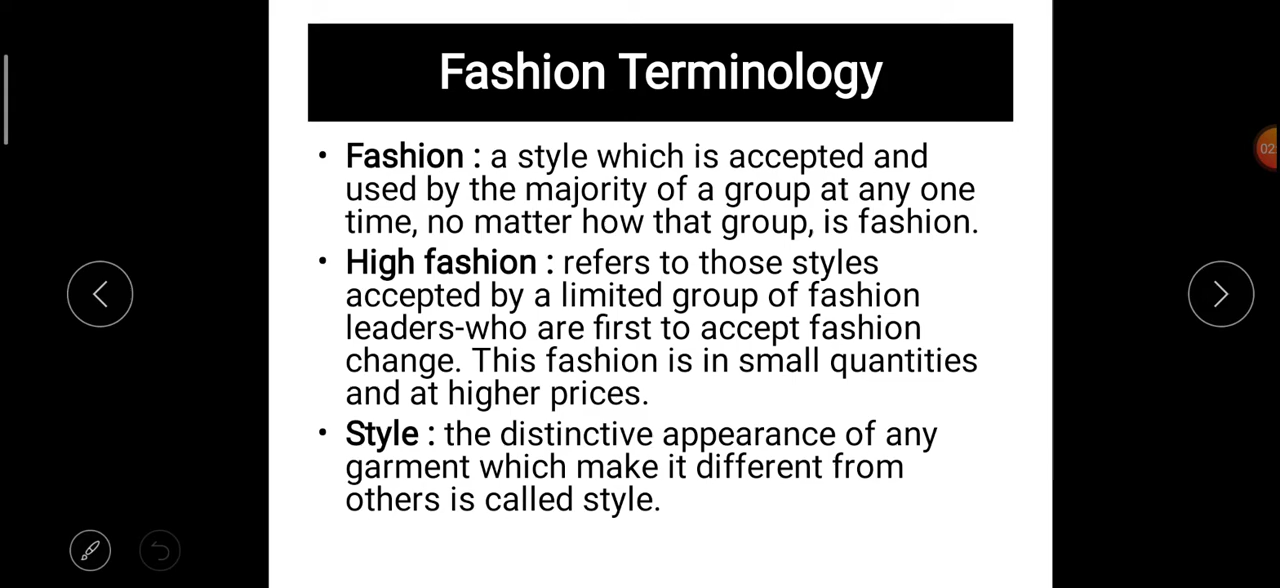 Fashion Terminology
• Fashion : a style which is accepted and
used by the majority of a group at any one
time, no matter how that group, is fashion.
• High fashion : refers to those styles
accepted by a limited group of fashion
leaders-who are first to accept fashion
change. This fashion is in small quantities
and at higher prices.
• Style : the distinctive appearance of any
garment which make it different from
others is called style.